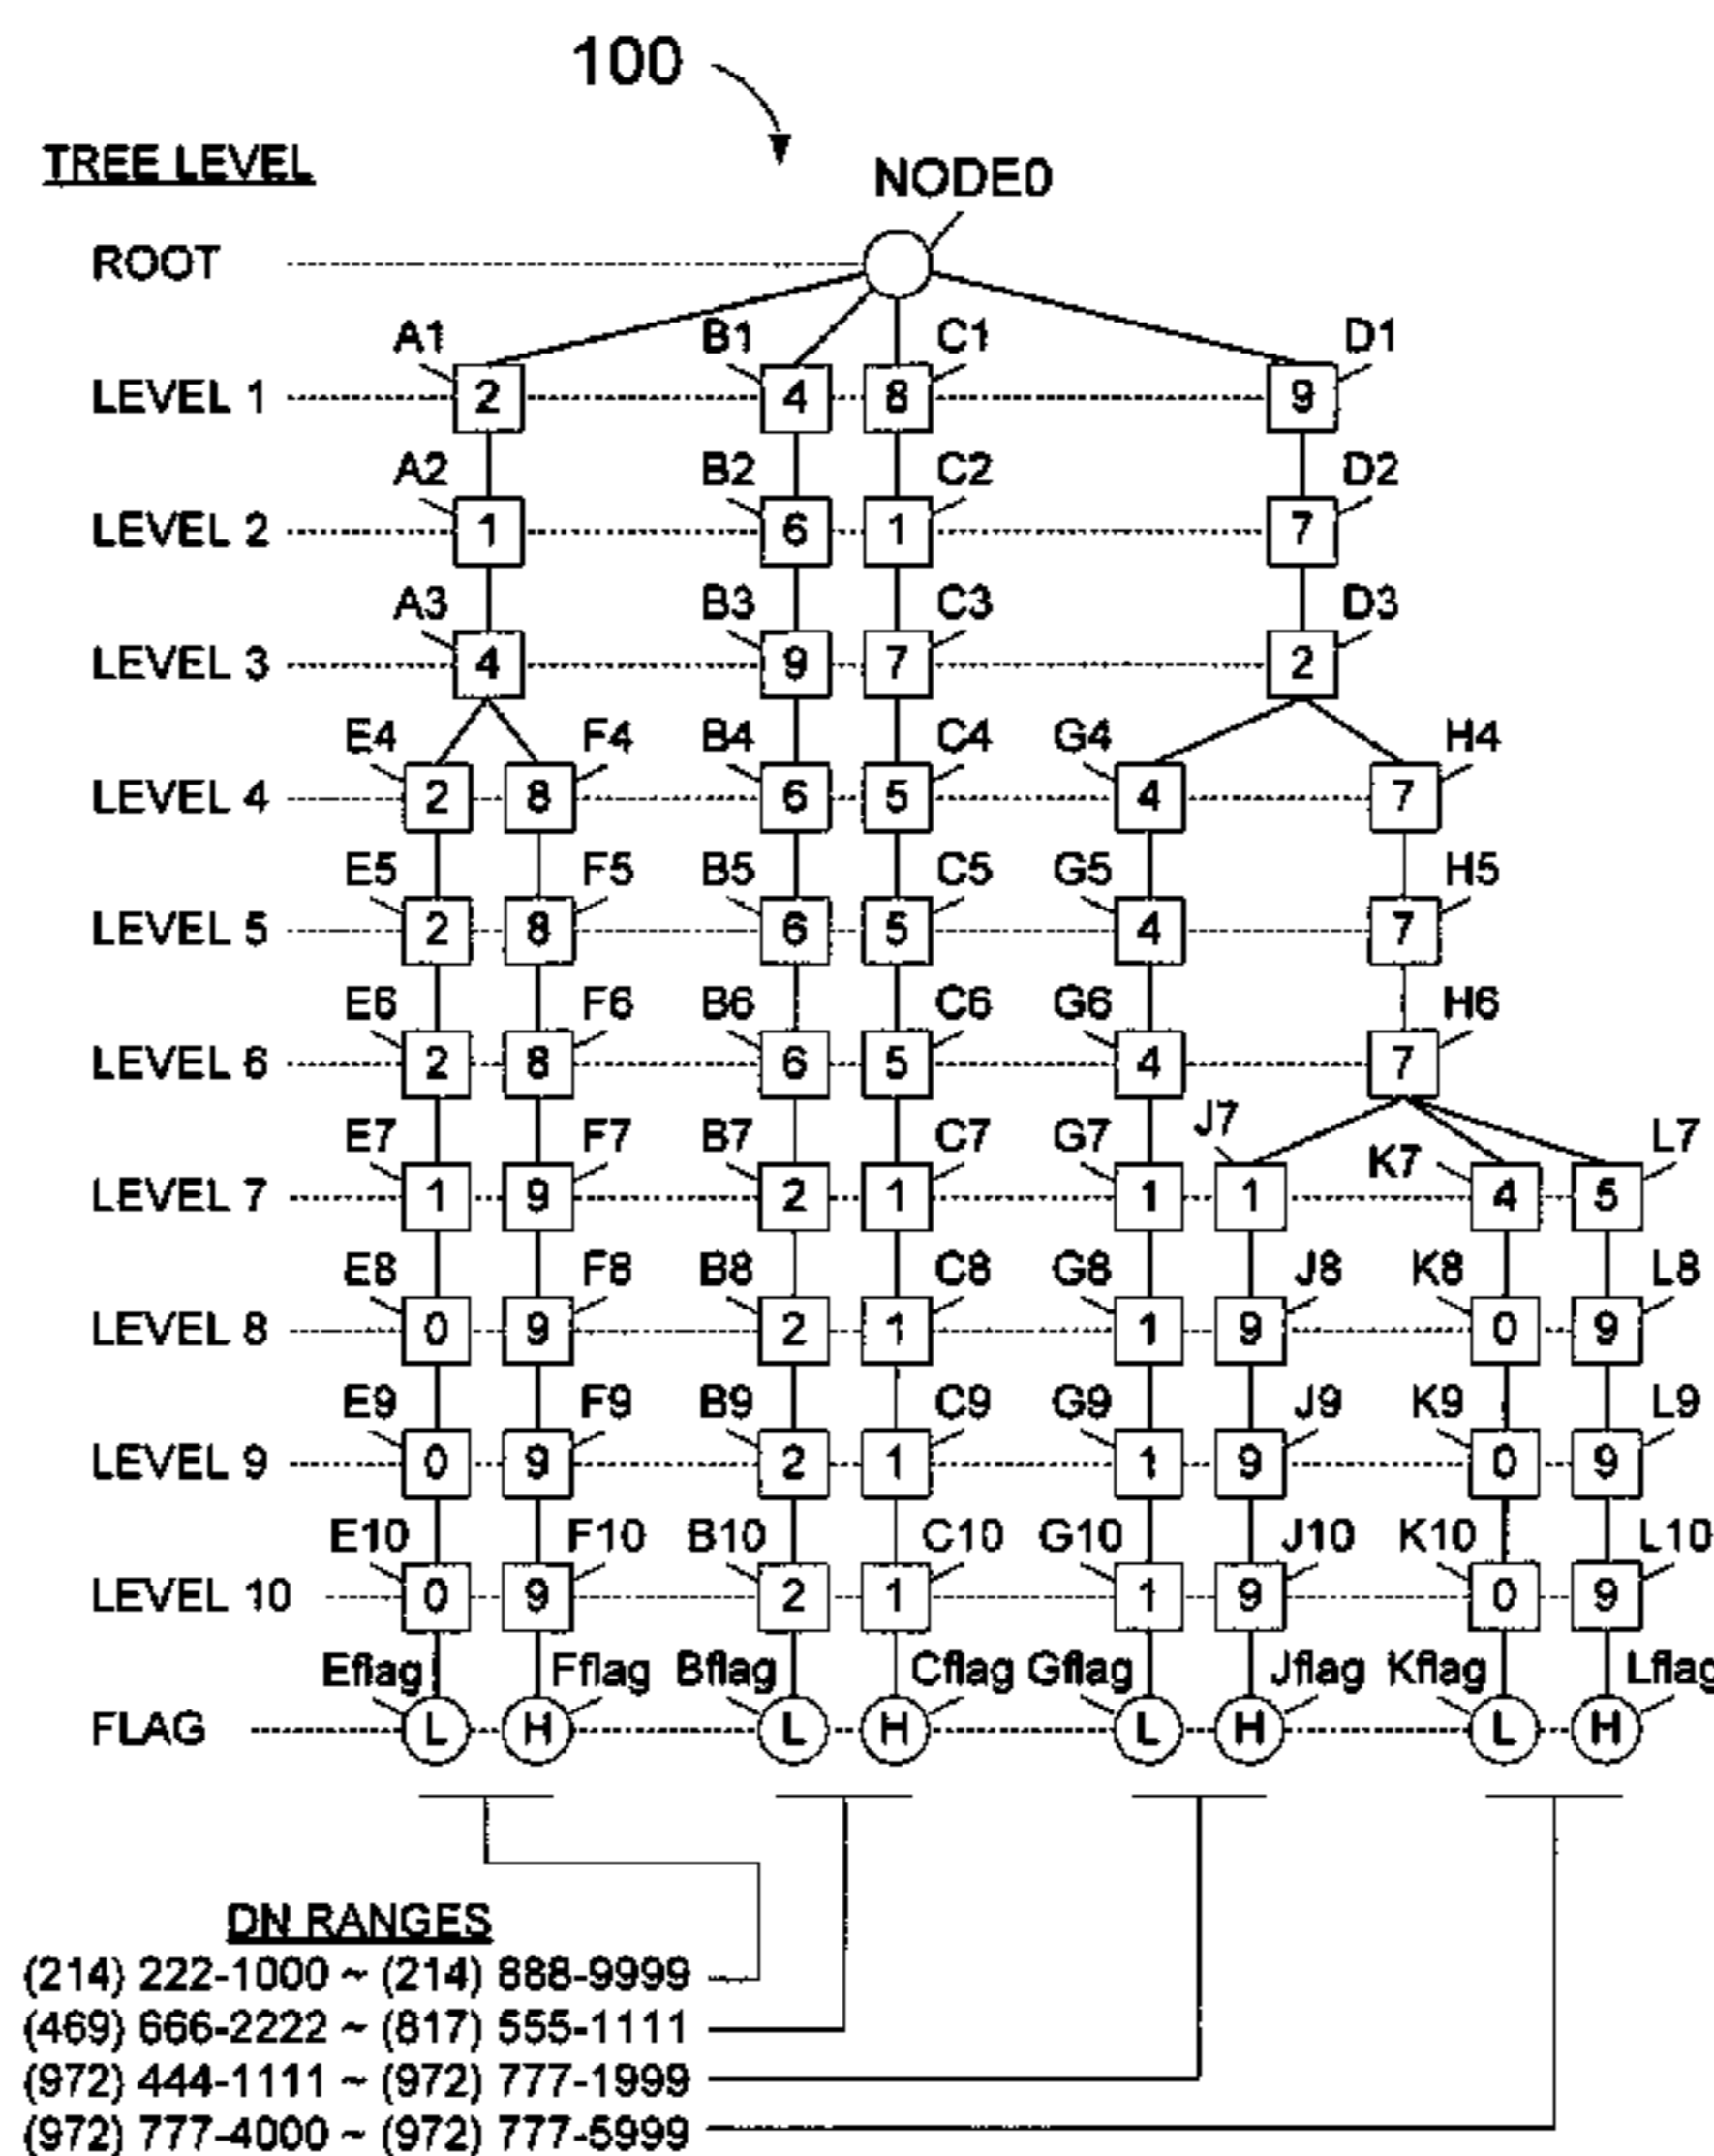 100
TREE LEVEL
NODE0
ROOT
A1 B1 C1 D1
LEVEL 1 2 4 8 9
A2 B2 C2 D2
LEVEL 2 1 6 1 7
A3 B3 C3 D3
LEVEL 3 4 9 7 2
E4 F4 B4 C4 G4 H4
LEVEL 4 2 8 6 5 4 7
E5 F5 B5 C5 G5 H5
LEVEL 5 2 8 6 5 4 7
E6 F6 B6 C6 G6 H6
LEVEL 6 2 8 6 5 4 7
E7 F7 B7 C7 G7 J7 K7 L7
LEVEL 7 1 9 2 1 1 1 4 5
E8 F8 B8 C8 G8 J8 K8 L8
LEVEL 8 0 9 2 1 1 9 0 9
E9 F9 B9 C9 G9 J9 K9 L9
LEVEL 9 0 9 2 1 1 9 0 9
E10 F10 B10 C10 G10 J10 K10 L10
LEVEL 10 0 9 2 1 1 9 0 9
Eflag Fflag Bflag Cflag Gflag Jflag Kflag Lflag
FLAG L H L H L H L H
DN RANGES
(214) 222-1000 ~ (214) 888-9999
(469) 666-2222 ~ (817) 555-1111
(972) 444-1111 ~ (972) 777-1999
(972) 777-4000 ~ (972) 777-5999